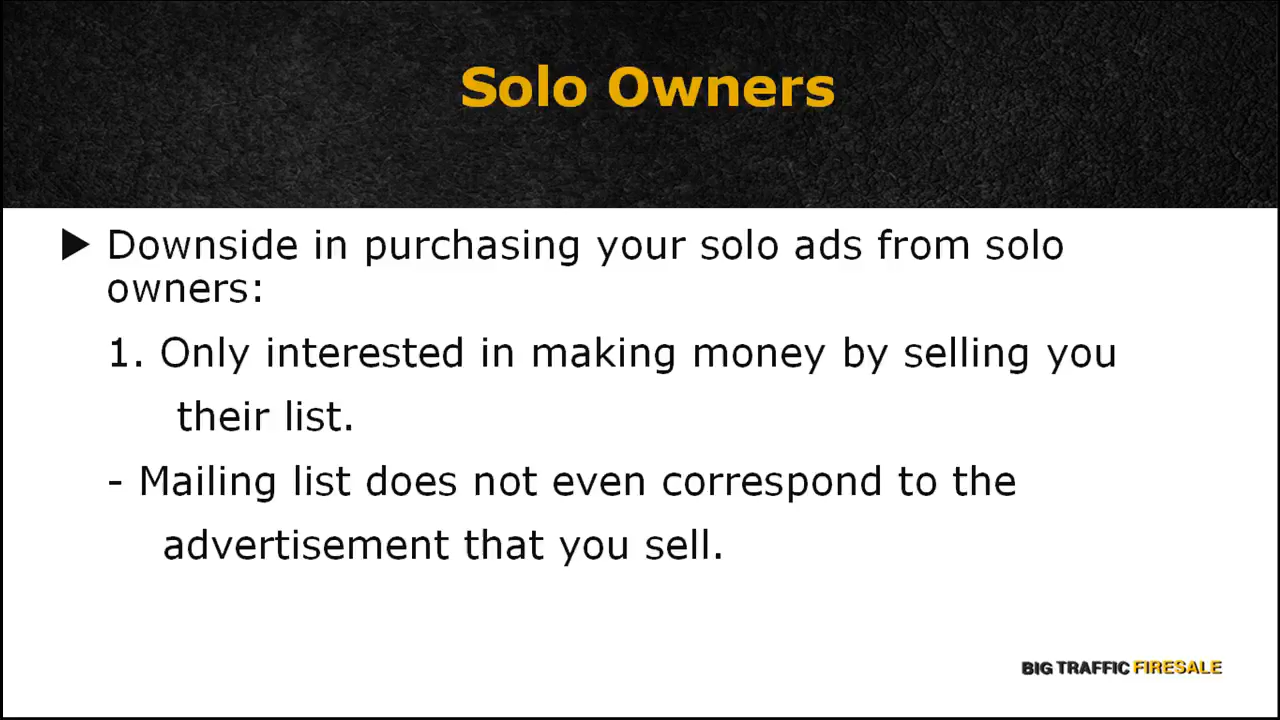 Solo Owners
▶ Downside in purchasing your solo ads from solo
owners:
1. Only interested in making money by selling you
their list.
- Mailing list does not even correspond to the
advertisement that you sell.
BIG TRAFFIC FIRESALE